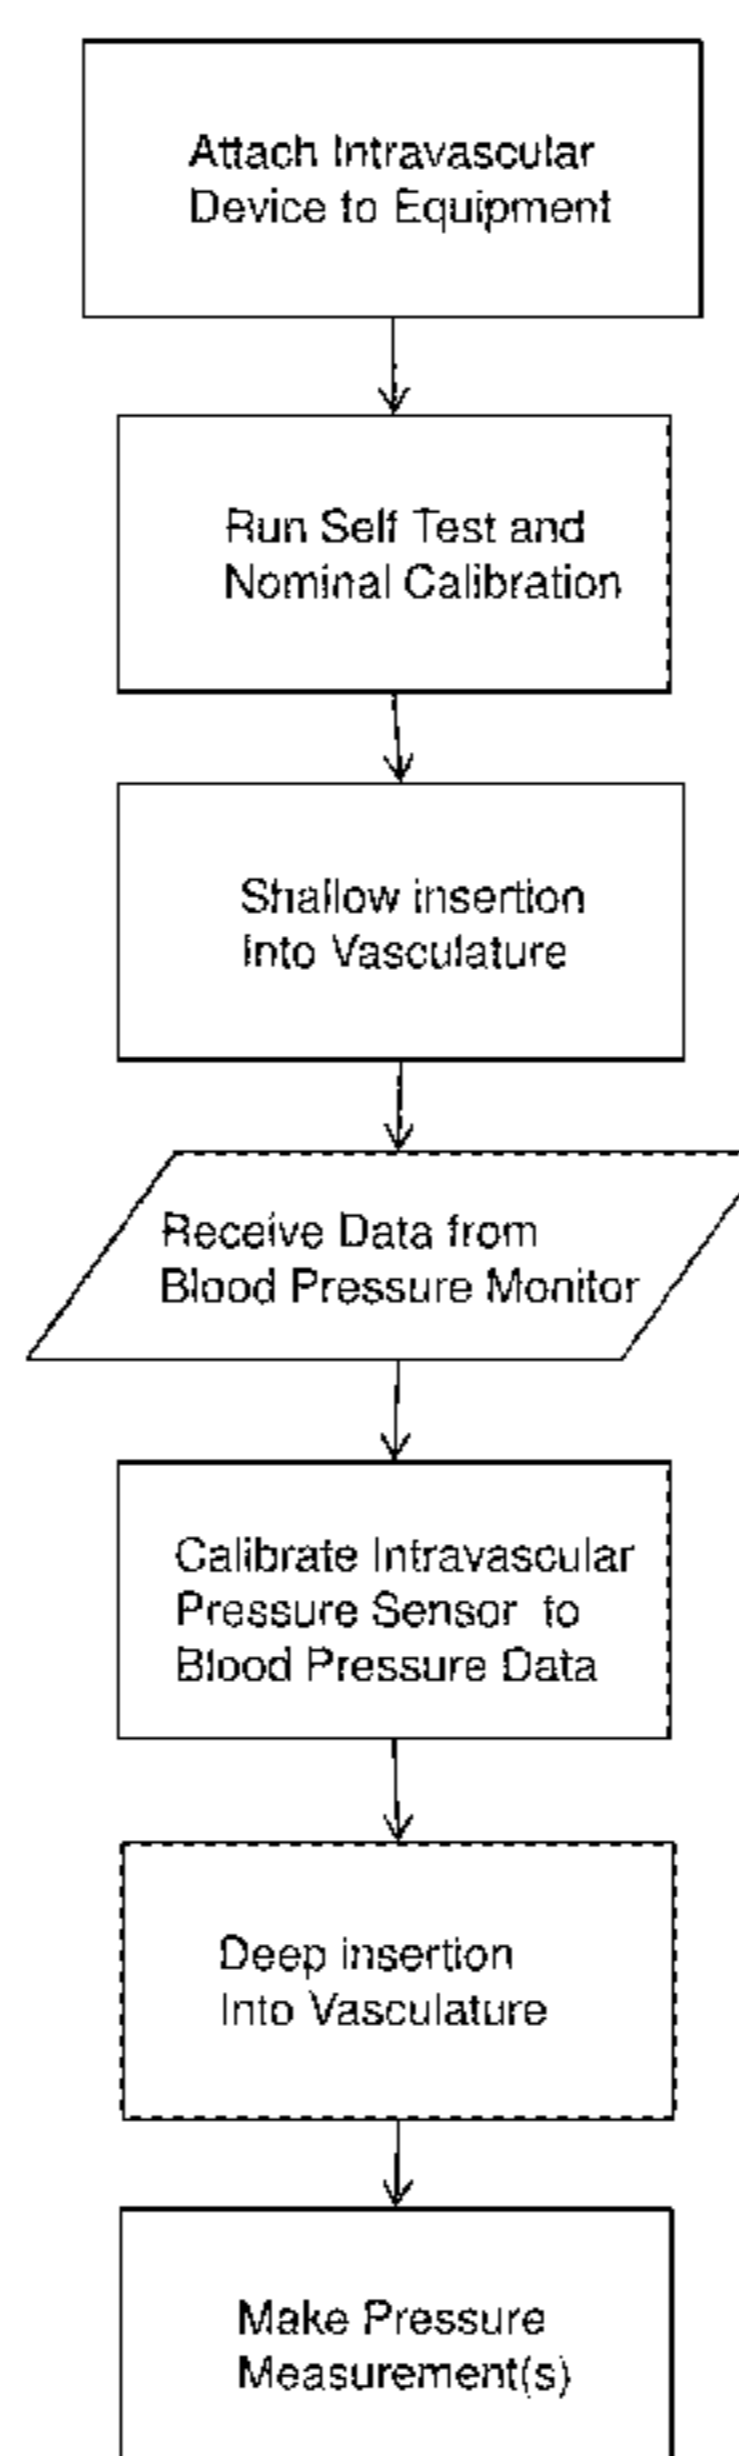 Attach Intravascular
Device to Equipment
Run Self Test and
Nominal Calibration
Shallow insertion
Into Vasculature
Receive Data from
Blood Pressure Monitor
Calibrate Intravascular
Pressure Sensor to
Blood Pressure Data
Deep insertion
Into Vasculature
Make Pressure
Measurement(s)